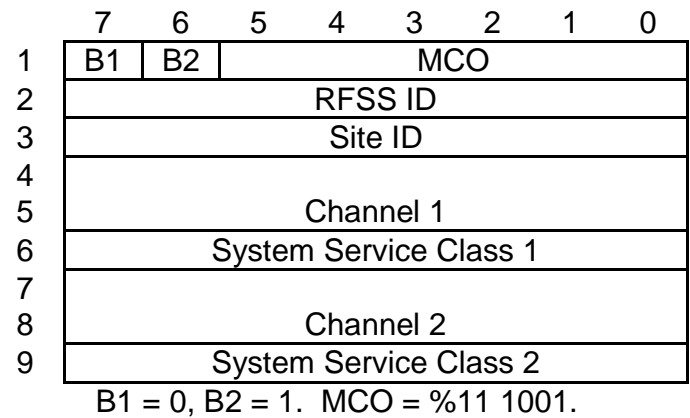 7 6 5 4 3 2 1 0
1 B1 B2 MCO
2 RFSS ID
3 Site ID
4
5 Channel 1
6 System Service Class 1
7
8 Channel 2
9 System Service Class 2
B1 = 0, B2 = 1. MCO = %11 1001.